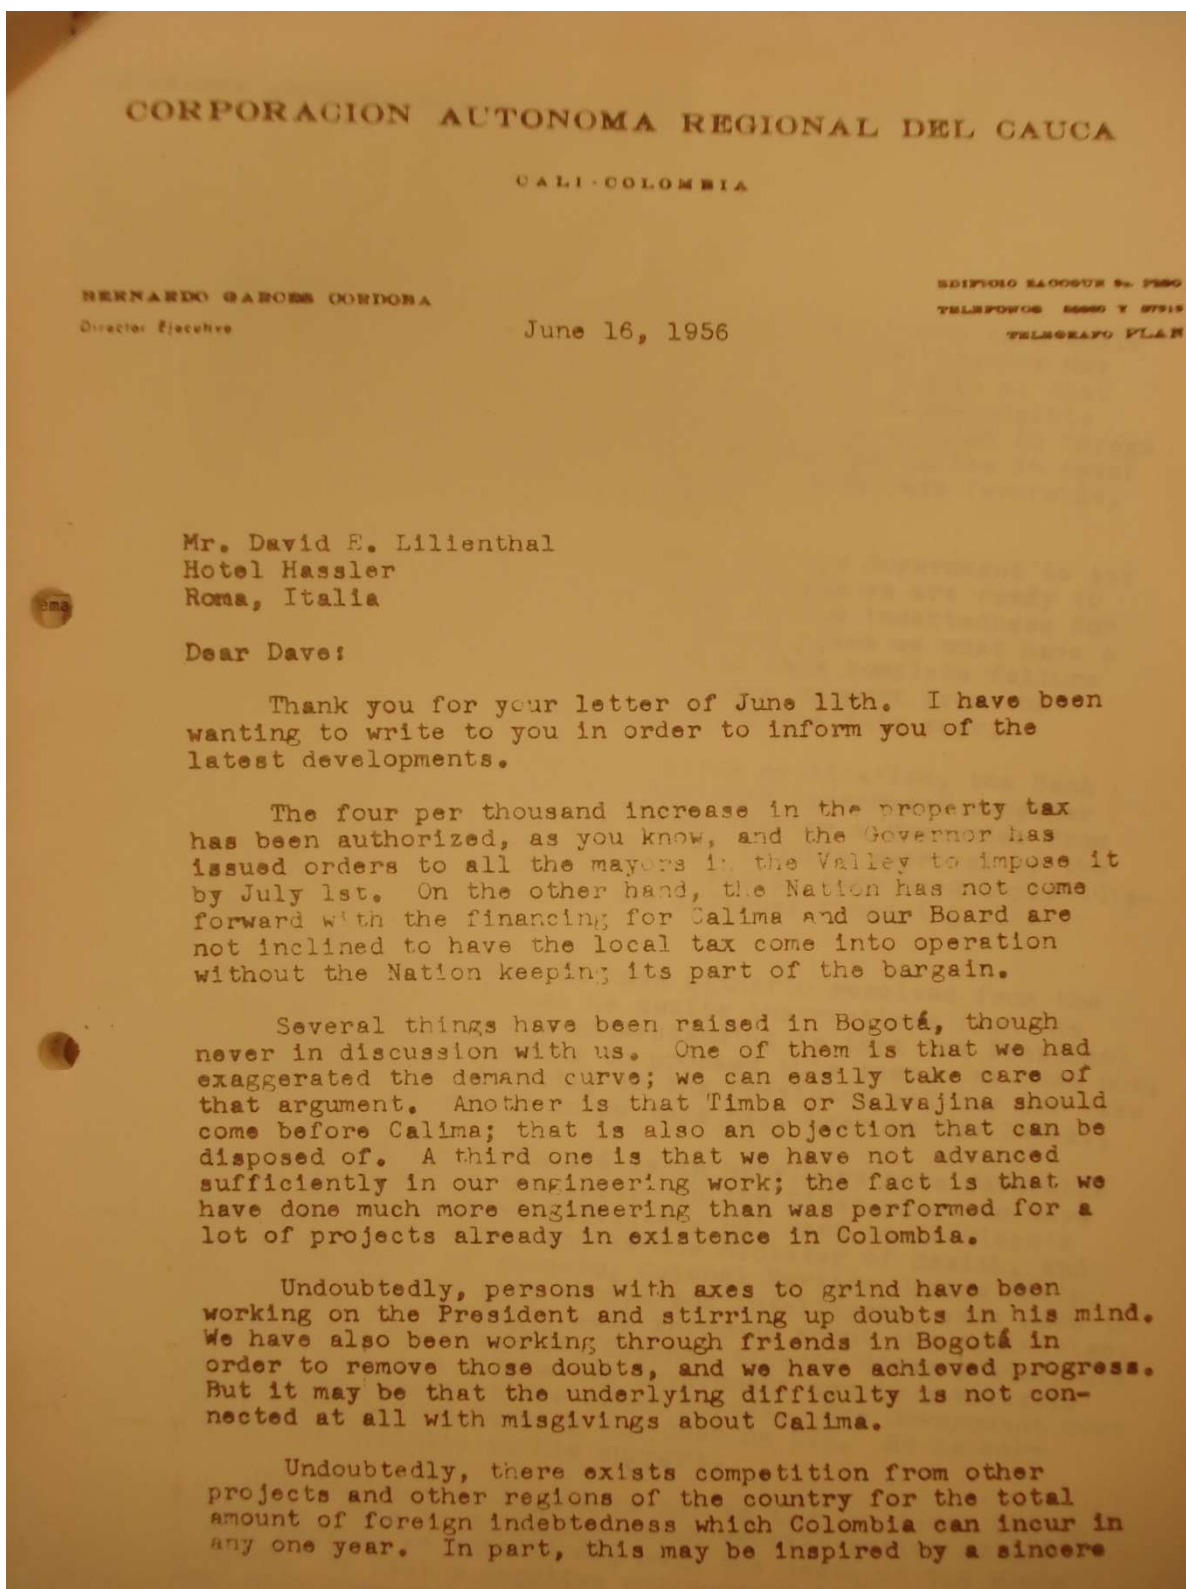 CORPORACION AUTONOMA REGIONAL DEL CAUCA
CALI-COLOMBIA
BERNARDO GARCES CORDOBA
Director Ejecutivo
EDIFICIO PISO
TELEFONOS Y
TELEGRAFO PLAN
June 16, 1956
Mr. David E. Lilienthal
Hotel Hassler
Roma, Italia
ema
Dear Dave:
Thank you for your letter of June 11th. I have been
wanting to write to you in order to inform you of the
latest developments.
The four per thousand increase in the property tax
has been authorized, as you know, and the Governor has
issued orders to all the mayors in the Valley to impose it
by July 1st. On the other hand, the Nation has not come
forward with the financing for Calima and our Board are
not inclined to have the local tax come into operation
without the Nation keeping its part of the bargain.
Several things have been raised in Bogotá, though
never in discussion with us. One of them is that we had
exaggerated the demand curve; we can easily take care of
that argument. Another is that Timba or Salvajina should
come before Calima; that is also an objection that can be
disposed of. A third one is that we have not advanced
sufficiently in our engineering work; the fact is that we
have done much more engineering than was performed for a
lot of projects already in existence in Colombia.
Undoubtedly, persons with axes to grind have been
working on the President and stirring up doubts in his mind.
We have also been working through friends in Bogotá in
order to remove those doubts, and we have achieved progress.
But it may be that the underlying difficulty is not con-
nected at all with misgivings about Calima.
Undoubtedly, there exists competition from other
projects and other regions of the country for the total
amount of foreign indebtedness which Colombia can incur in
any one year. In part, this may be inspired by a sincere